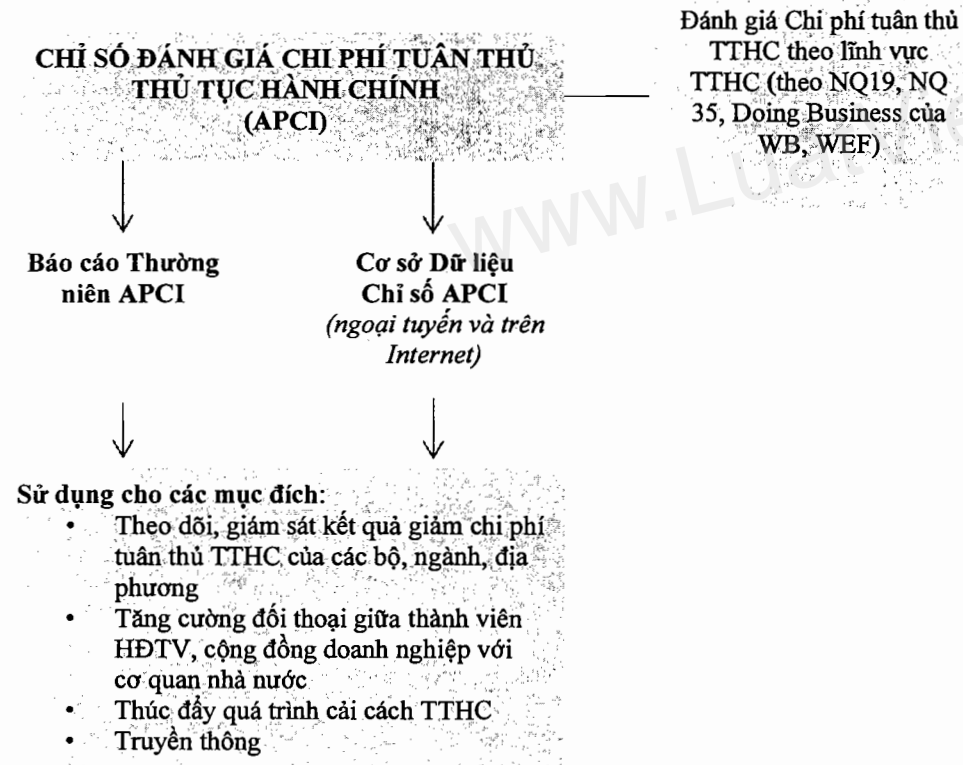 CHỈ SỐ ĐÁNH GIÁ CHI PHÍ TUÂN THỦ
THỦ TỤC HÀNH CHÍNH
(APCI)
Đánh giá Chi phí tuân thủ
TTHC theo lĩnh vực
TTHC (theo NQ19, NQ
35, Doing Business của
WB, WEF)
Báo cáo Thường
niên APCI
Cơ sở Dữ liệu
Chỉ số APCI
(ngoại tuyến và trên
Internet)
Sử dụng cho các mục đích:
• Theo dõi, giám sát kết quả giảm chi phí
tuân thủ TTHC của các bộ, ngành, địa
phương
• Tăng cường đối thoại giữa thành viên
HĐTV, cộng đồng doanh nghiệp với
cơ quan nhà nước
• Thúc đẩy quá trình cải cách TTHC
• Truyền thông